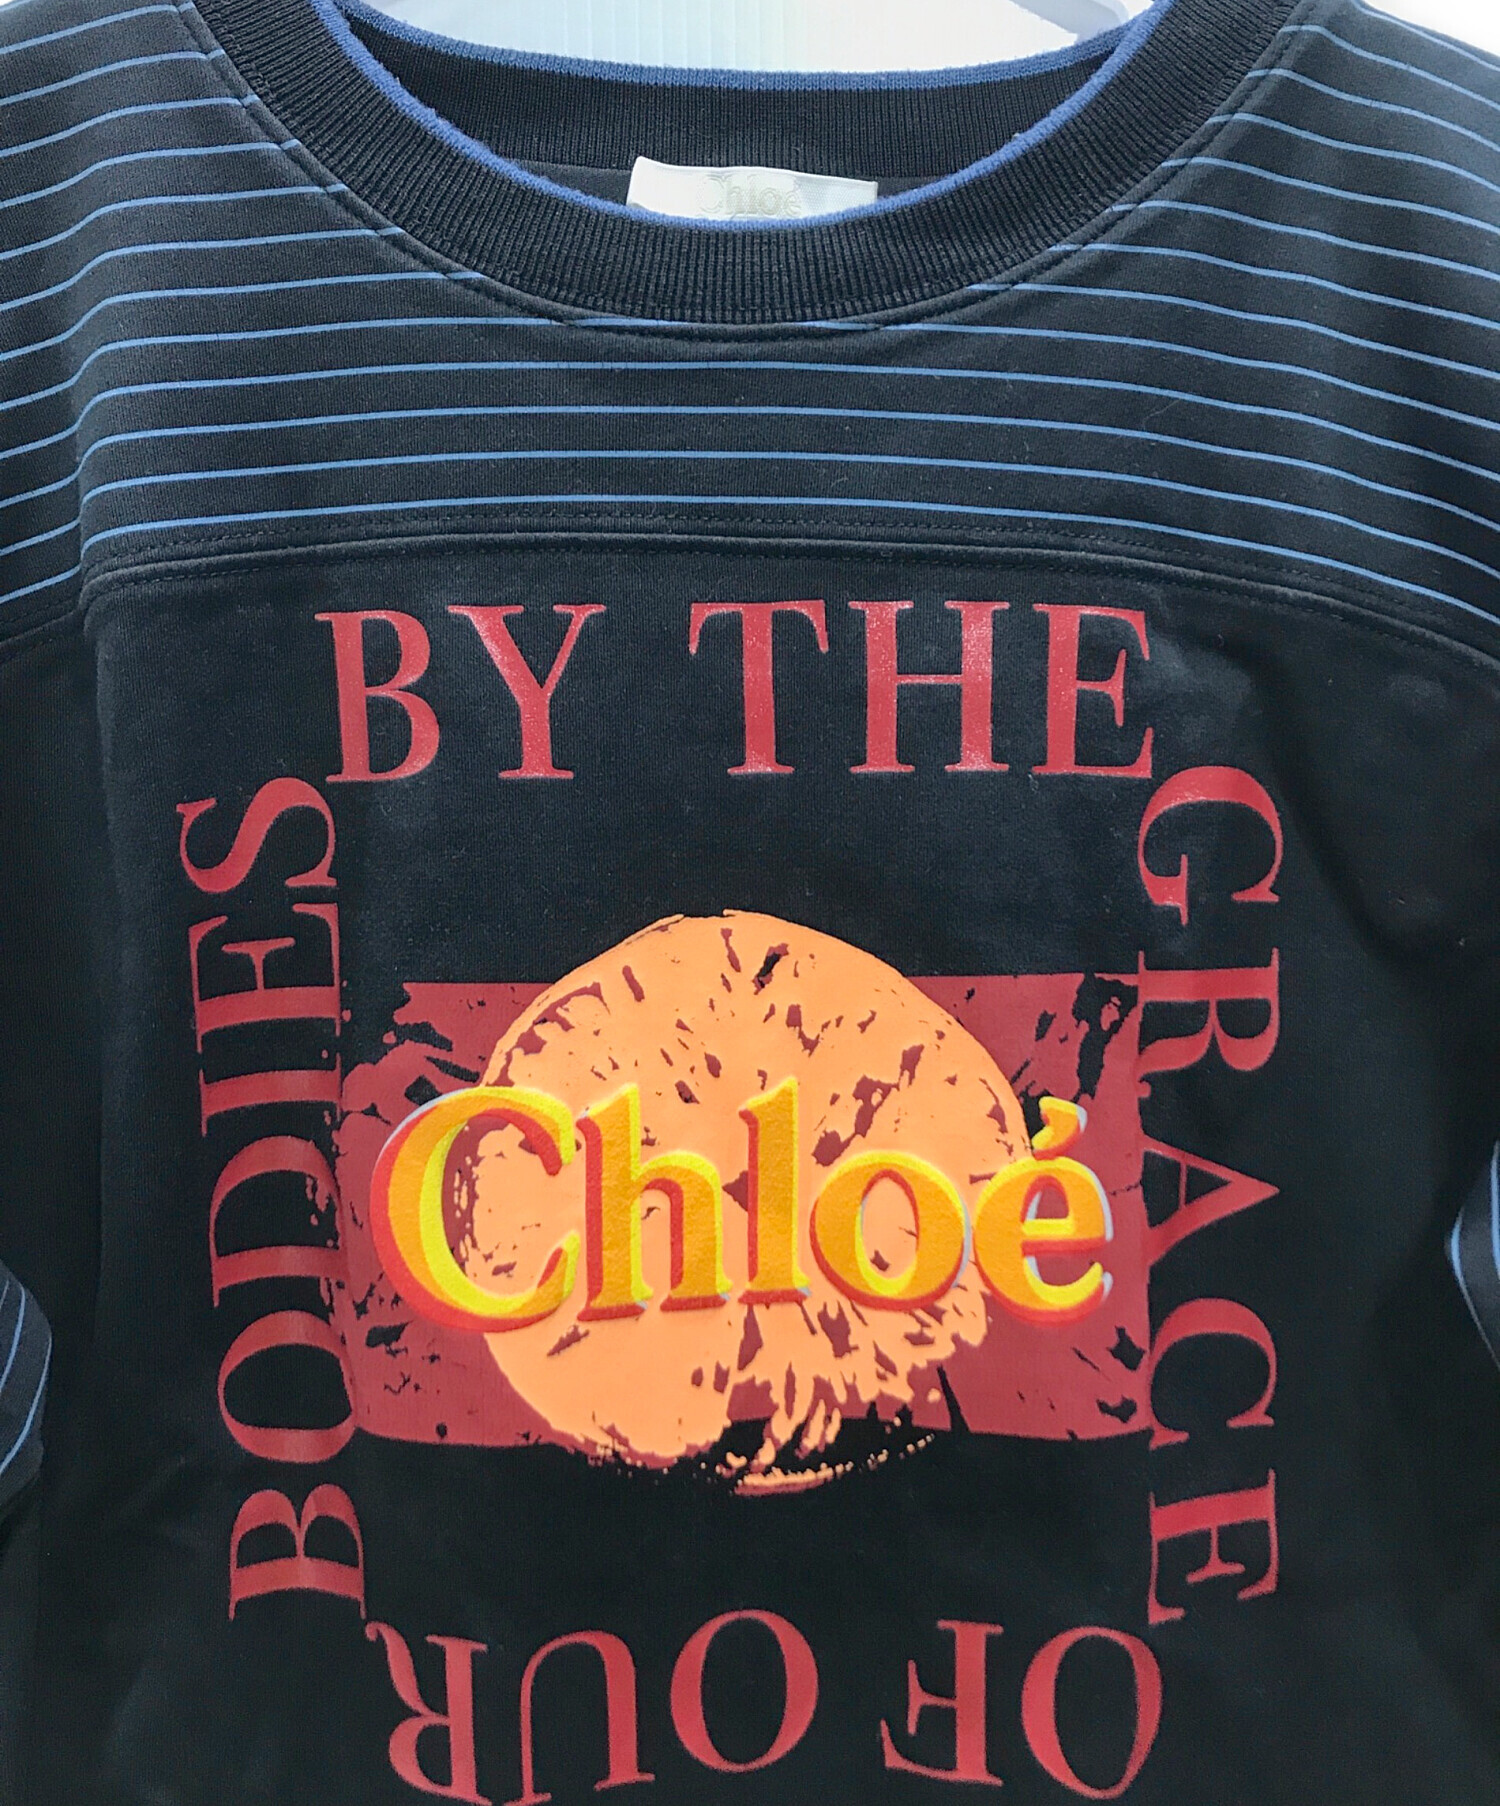 Chloé
BY THE
GRACE
OF OUR
BODIES
Chloé